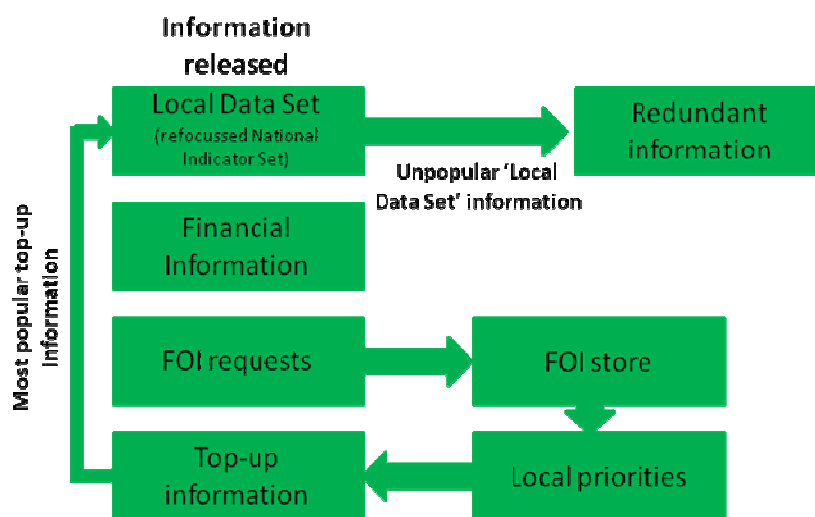 Information
released
Local Data Set
(refocussed National
Indicator Set)
Redundant
information
Unpopular 'Local
Data Set' information
Financial
Information
Most popular top-up
information
FOI requests
FOI store
Top-up
information
Local priorities